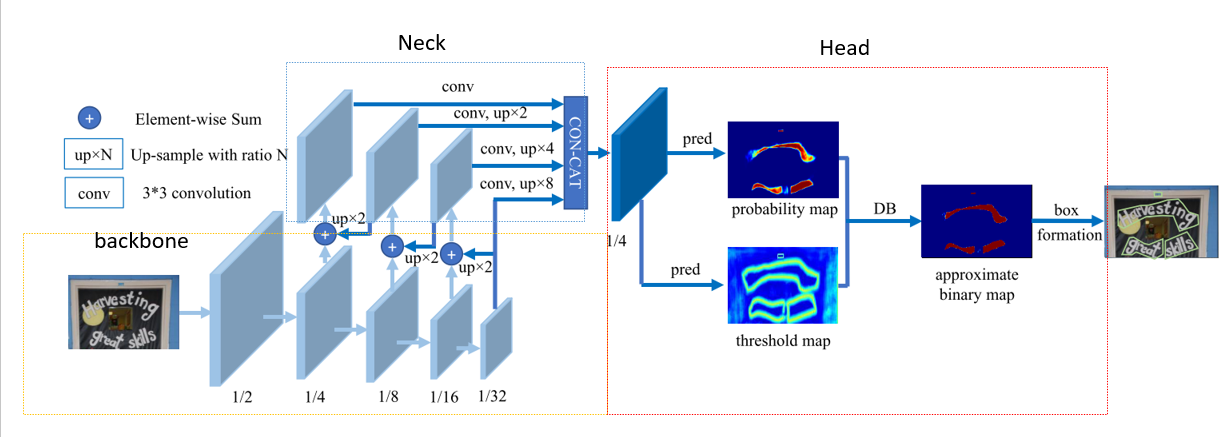 Neck
Head
conv
+
Element-wise Sum
conv, up×2
up×N
Up-sample with ratio N
conv, up×4
CON-CAT
pred
conv
3*3 convolution
conv, up×8
probability map
DB
box
formation
up×2
backbone
+
+
+
up×2
up×2
1/4
pred
approximate
binary map
Harvesting
great skills
Harvesting
great skills
threshold map
1/2
1/4
1/8
1/16
1/32